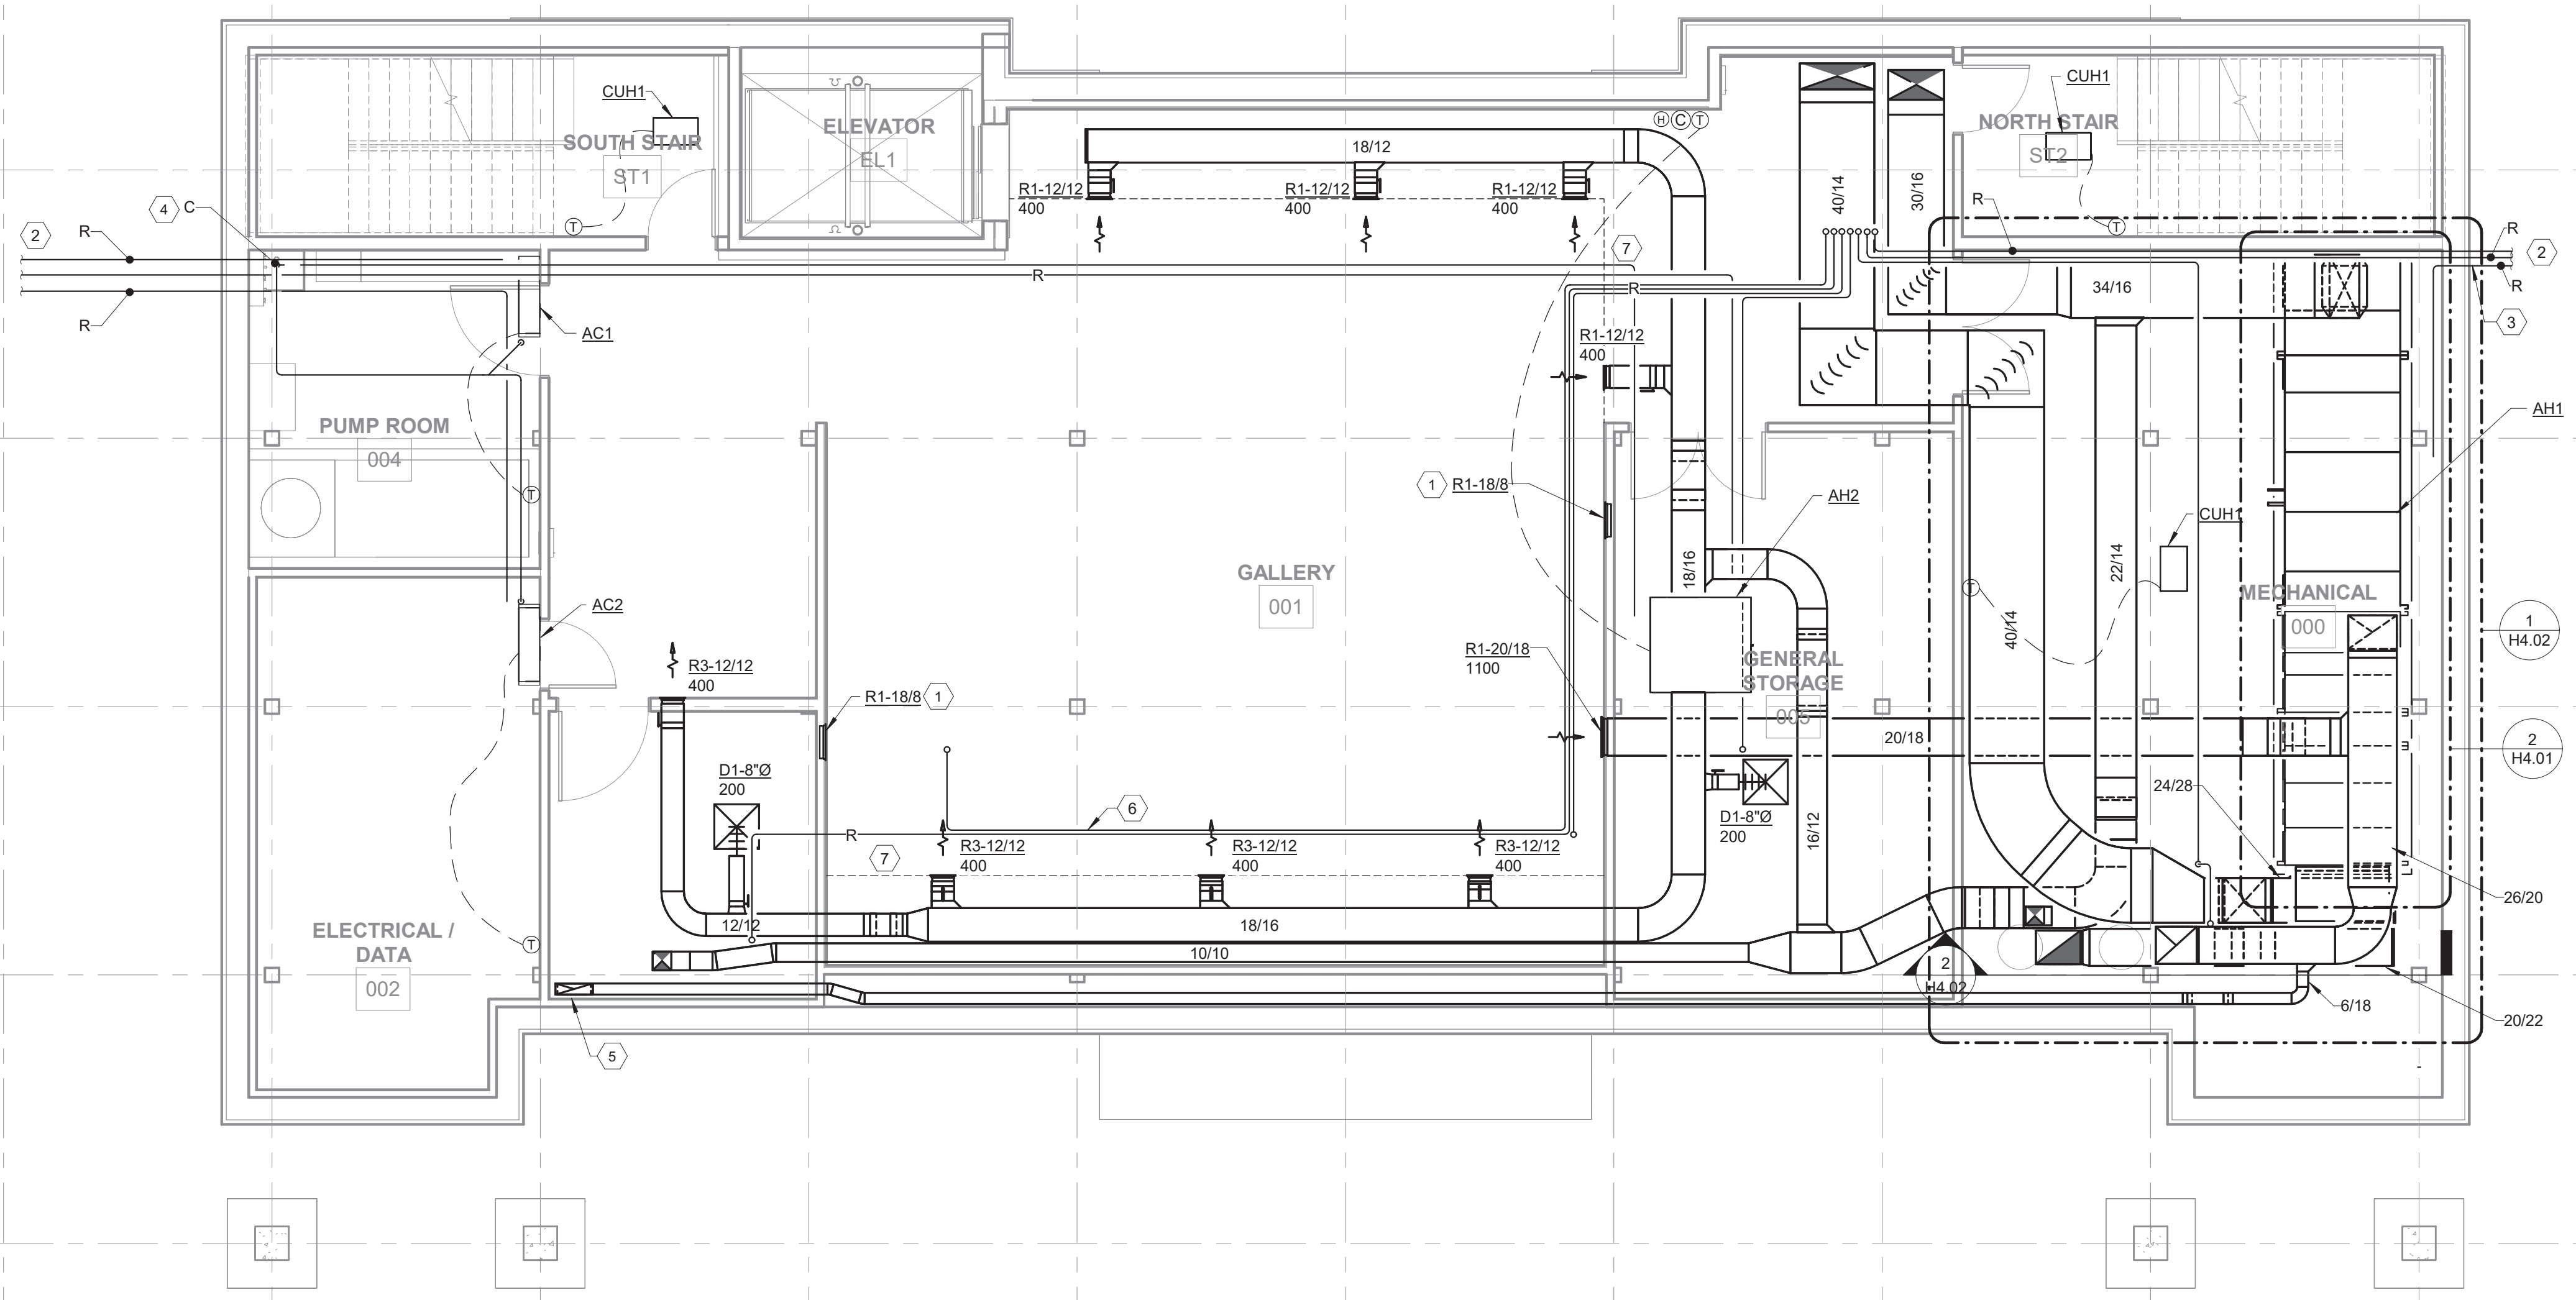 CUH1
SOUTH STAIR
ST1
T
ELEVATOR
EL1
18/12
H C T
40/14
30/16
CUH1
NORTH STAIR
ST2
T
R1-12/12
400
R1-12/12
400
R1-12/12
400
4 C
2
R
R
7
R
R
2
R
R
R
34/16
3
AC1
R1-12/12
400
PUMP ROOM
004
T
AH1
1 R1-18/8
AH2
CUH1
18/16
22/14
GALLERY
001
T
MECHANICAL
000
40/14
AC2
1
H4.02
R3-12/12
400
R1-20/18
1100
GENERAL
STORAGE
005
R1-18/8 1
20/18
2
H4.01
D1-8"Ø
200
24/28
6
D1-8"Ø
200
R
16/12
7
R3-12/12
400
R3-12/12
400
R3-12/12
400
26/20
ELECTRICAL /
DATA
002
T
12/12
18/16
10/10
2
H4.02
6/18
20/22
5